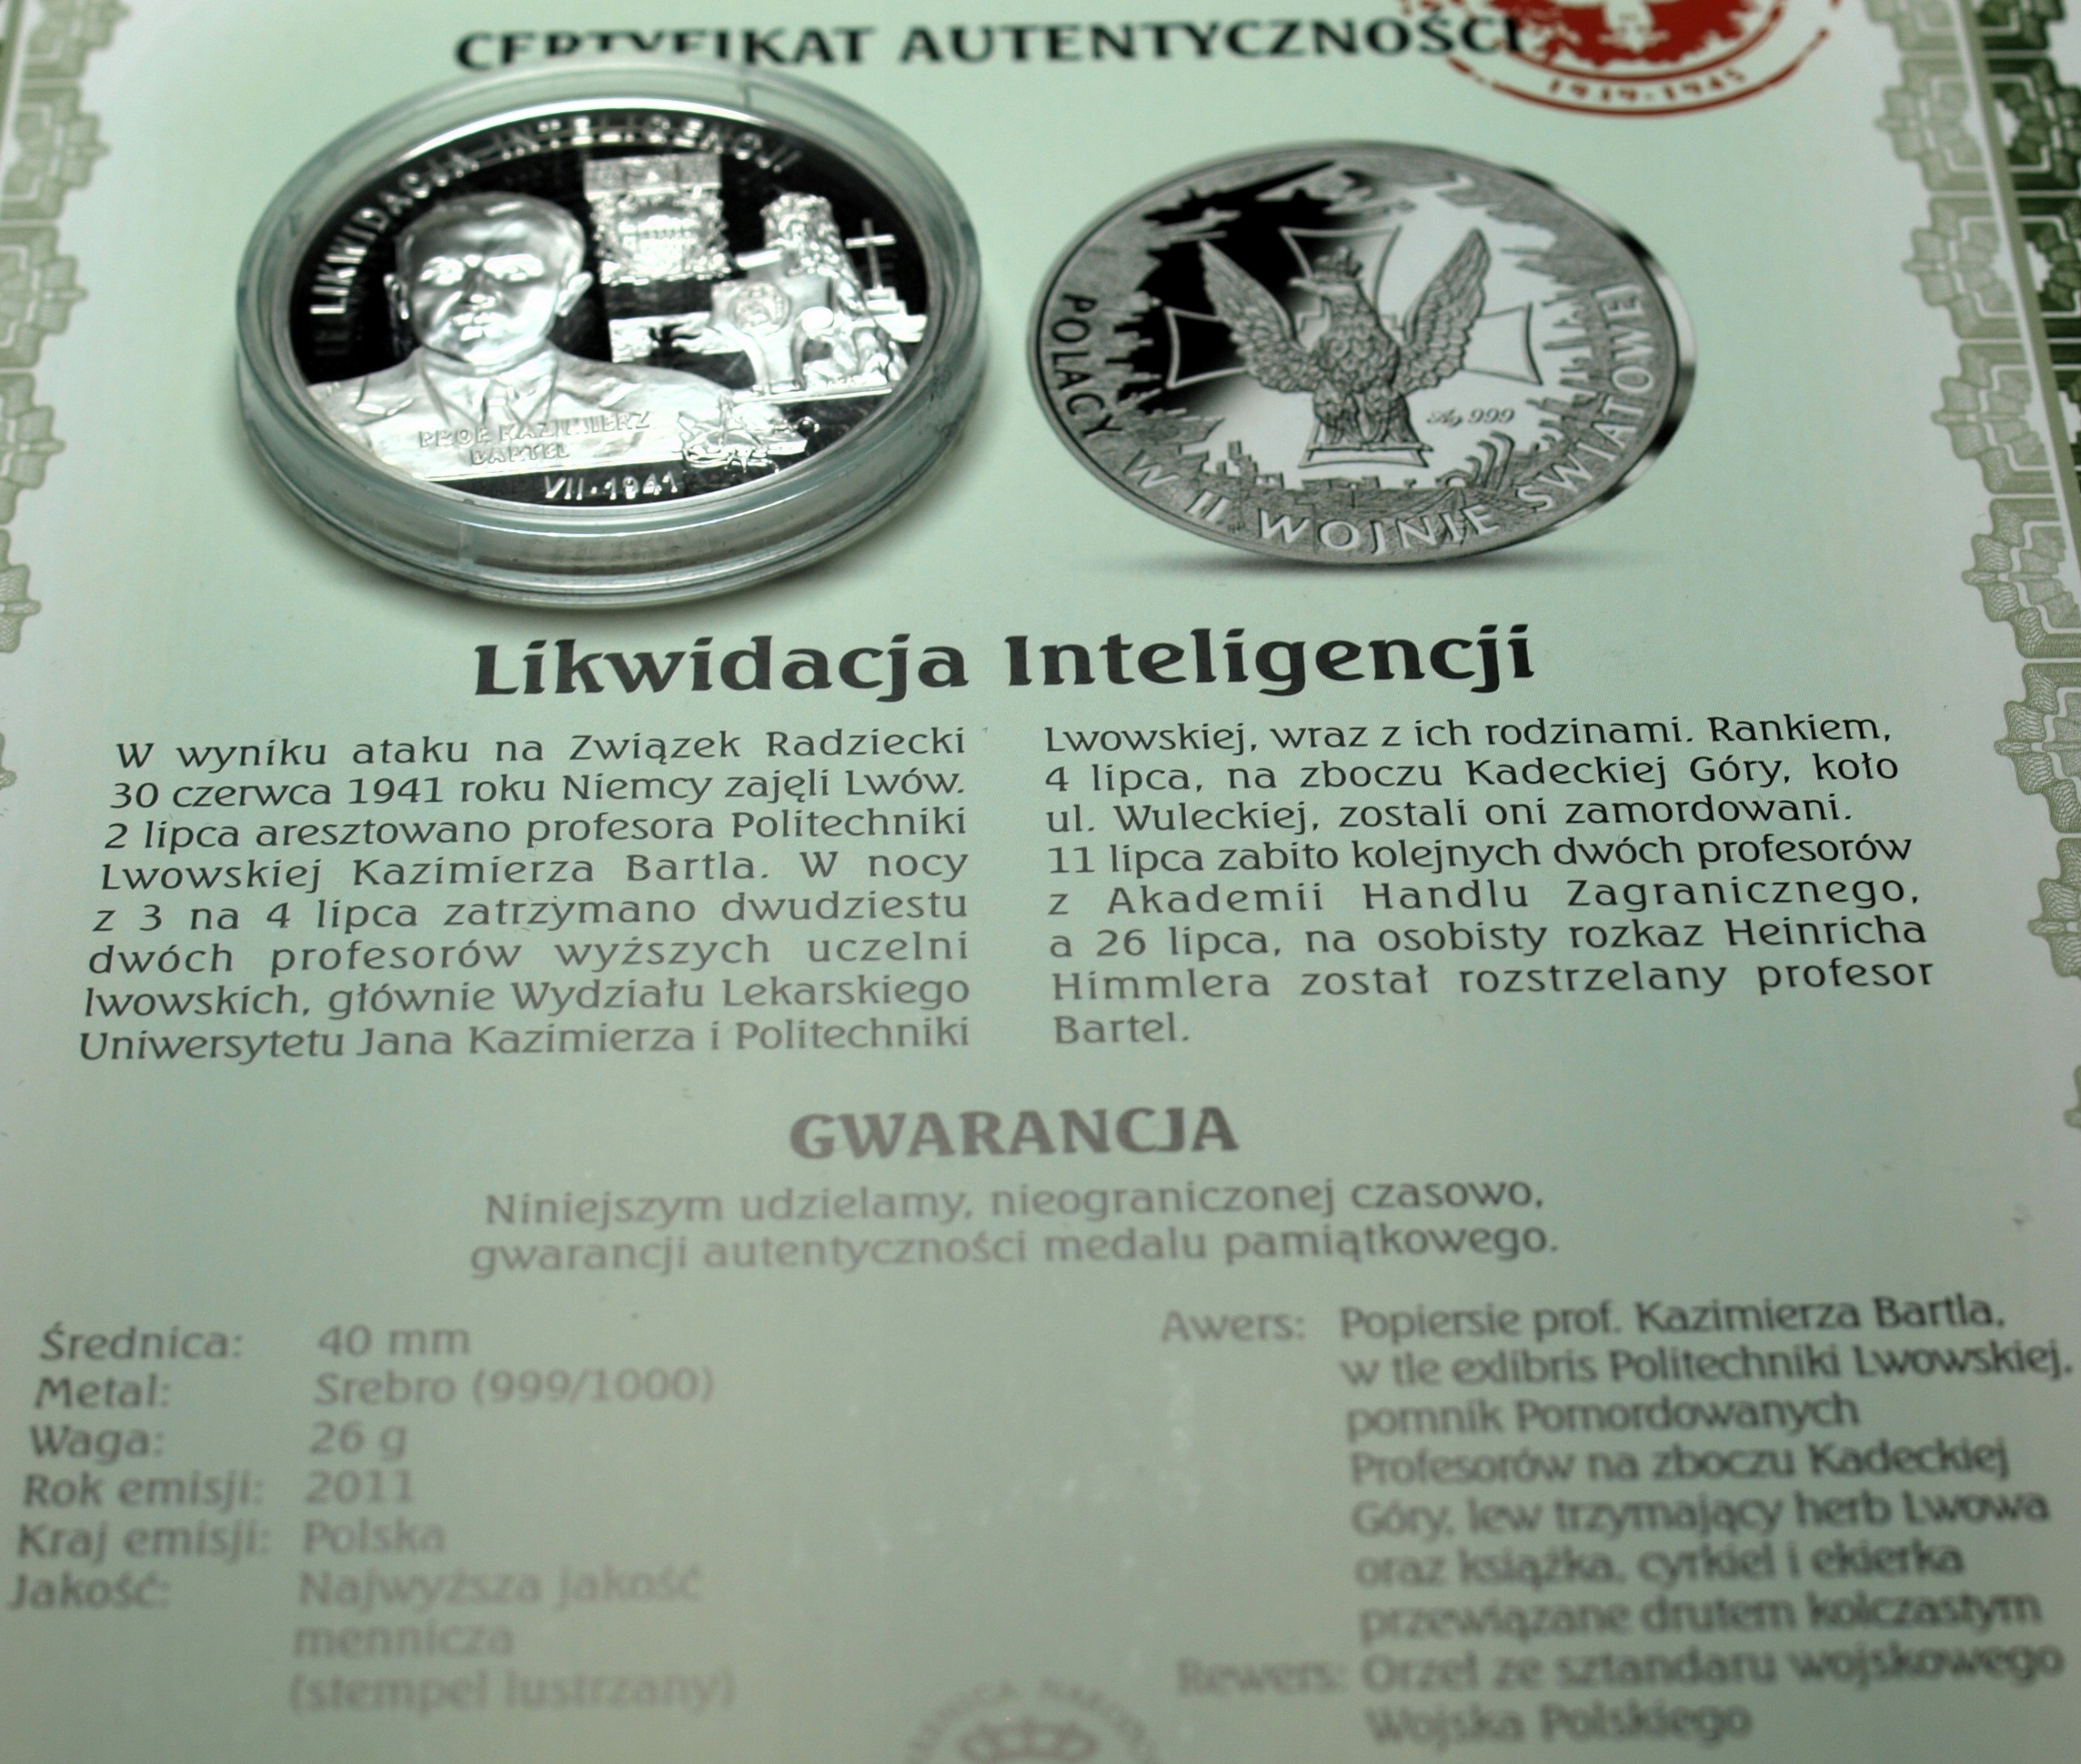 CERTYFIKAT AUTENTYCZNOŚCI
1939-1945
LIKWIDACJA INTELIGENCJI
PROF. KAZIMIERZ
BARTEL
VII·1941
Ag 999
POLACY W II WOJNIE ŚWIATOWEJ
Likwidacja Inteligencji
W wyniku ataku na Związek Radziecki
30 czerwca 1941 roku Niemcy zajęli Lwów.
2 lipca aresztowano profesora Politechniki
Lwowskiej Kazimierza Bartla. W nocy
z 3 na 4 lipca zatrzymano dwudziestu
dwóch profesorów wyższych uczelni
lwowskich, głównie Wydziału Lekarskiego
Uniwersytetu Jana Kazimierza i Politechniki
Lwowskiej, wraz z ich rodzinami. Rankiem,
4 lipca, na zboczu Kadeckiej Góry, koło
ul. Wuleckiej, zostali oni zamordowani.
11 lipca zabito kolejnych dwóch profesorów
z Akademii Handlu Zagranicznego,
a 26 lipca, na osobisty rozkaz Heinricha
Himmlera został rozstrzelany profesor
Bartel.
GWARANCJA
Niniejszym udzielamy, nieograniczonej czasowo,
gwarancji autentyczności medalu pamiątkowego.
Średnica: 40 mm
Metal: Srebro (999/1000)
Waga: 26 g
Rok emisji: 2011
Kraj emisji: Polska
Jakość: Najwyższa jakość
mennicza
(stempel lustrzany)
Awers: Popiersie prof. Kazimierza Bartla,
w tle exlibris Politechniki Lwowskiej,
pomnik Pomordowanych
Profesorów na zboczu Kadeckiej
Góry, lew trzymający herb Lwowa
oraz książka, cyrkiel i ekierka
przewiązane drutem kolczastym
Rewers: Orzeł ze sztandaru wojskowego
Wojska Polskiego